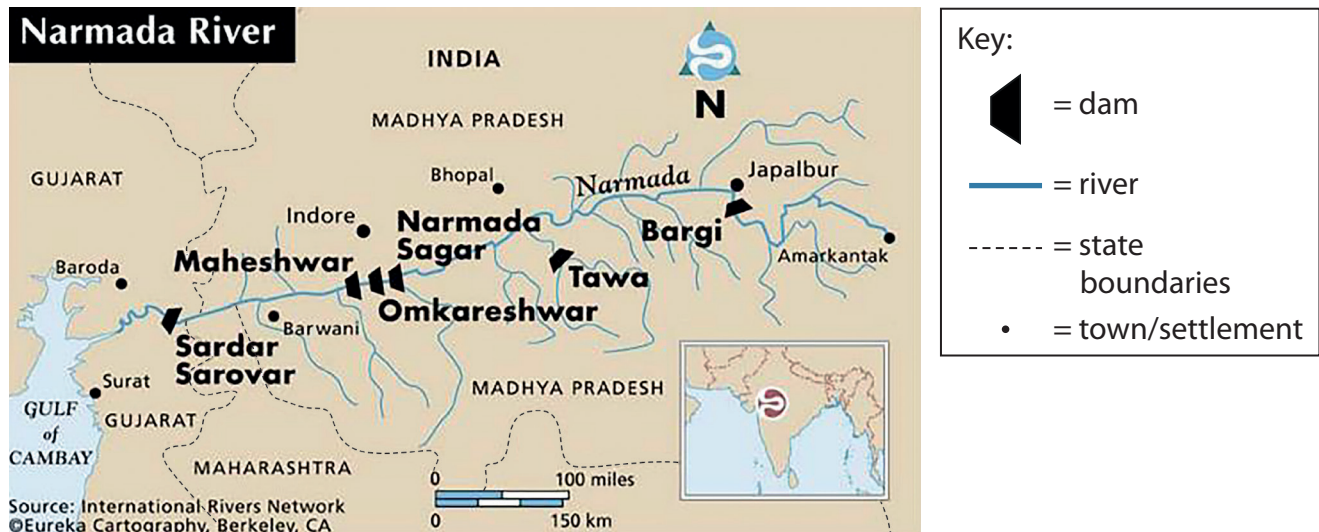 Narmada River
INDIA
N
MADHYA PRADESH
GUJARAT
Bhopal
Narmada
Japalbur
Indore
Narmada
Sagar
Bargi
Amarkantak
Baroda
Maheshwar
Tawa
Omkareshwar
Barwani
Sardar
Sarovar
Surat
MADHYA PRADESH
GULF
of
CAMBAY
GUJARAT
MAHARASHTRA
0 100 miles
0 150 km
Source: International Rivers Network
©Eureka Cartography, Berkeley, CA
Key:
= dam
= river
= state
boundaries
= town/settlement